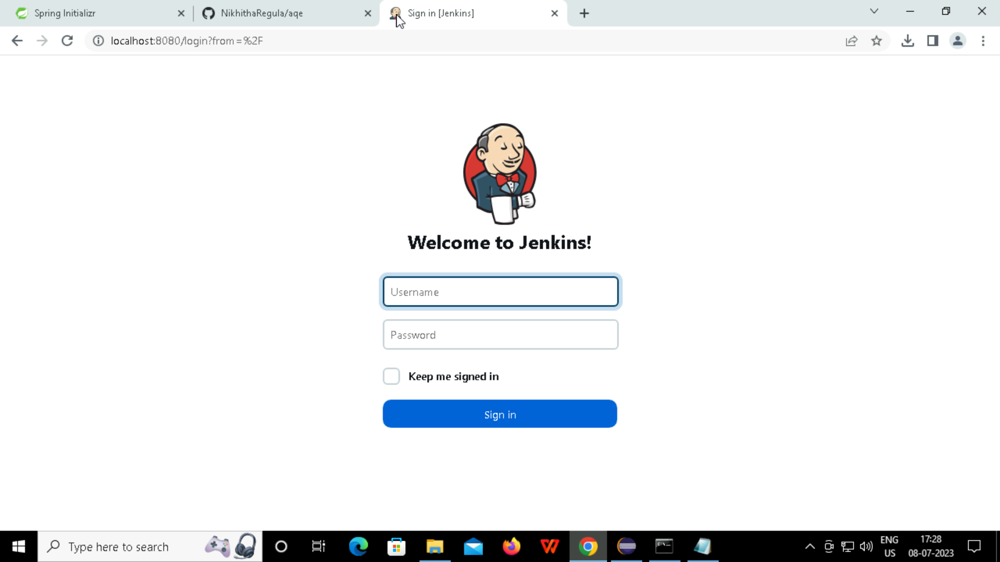 Spring Initializr
NikhithaRegula/aqe
Sign in [Jenkins]
localhost:8080/login?from=%2F
Welcome to Jenkins!
Username
Password
Keep me signed in
Sign in
Type here to search
ENG
US
17:28
08-07-2023